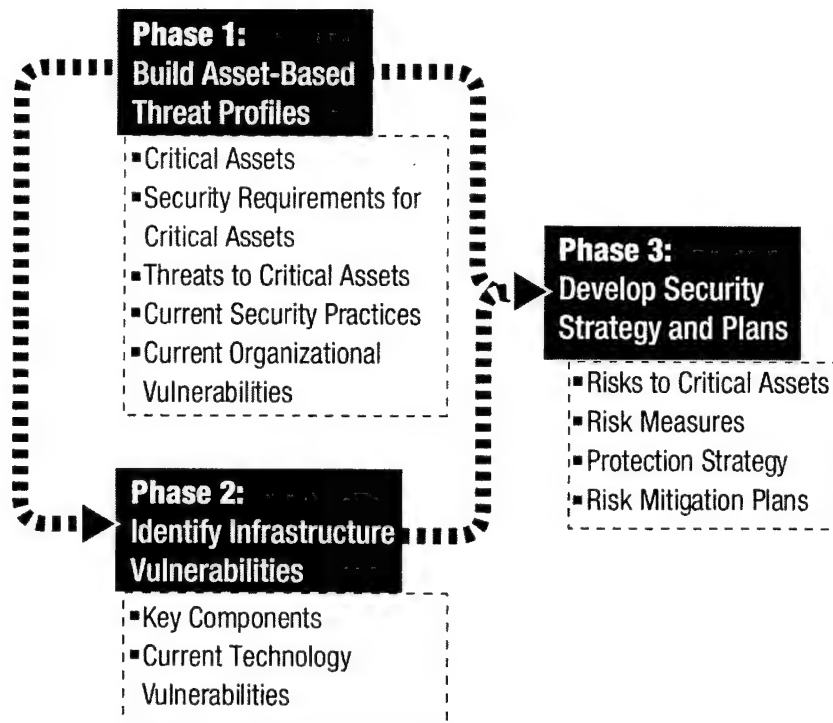 Phase 1:
Build Asset-Based
Threat Profiles
▪Critical Assets
▪Security Requirements for
Critical Assets
▪Threats to Critical Assets
▪Current Security Practices
▪Current Organizational
Vulnerabilities
Phase 2:
Identify Infrastructure
Vulnerabilities
▪Key Components
▪Current Technology
Vulnerabilities
Phase 3:
Develop Security
Strategy and Plans
▪Risks to Critical Assets
▪Risk Measures
▪Protection Strategy
▪Risk Mitigation Plans